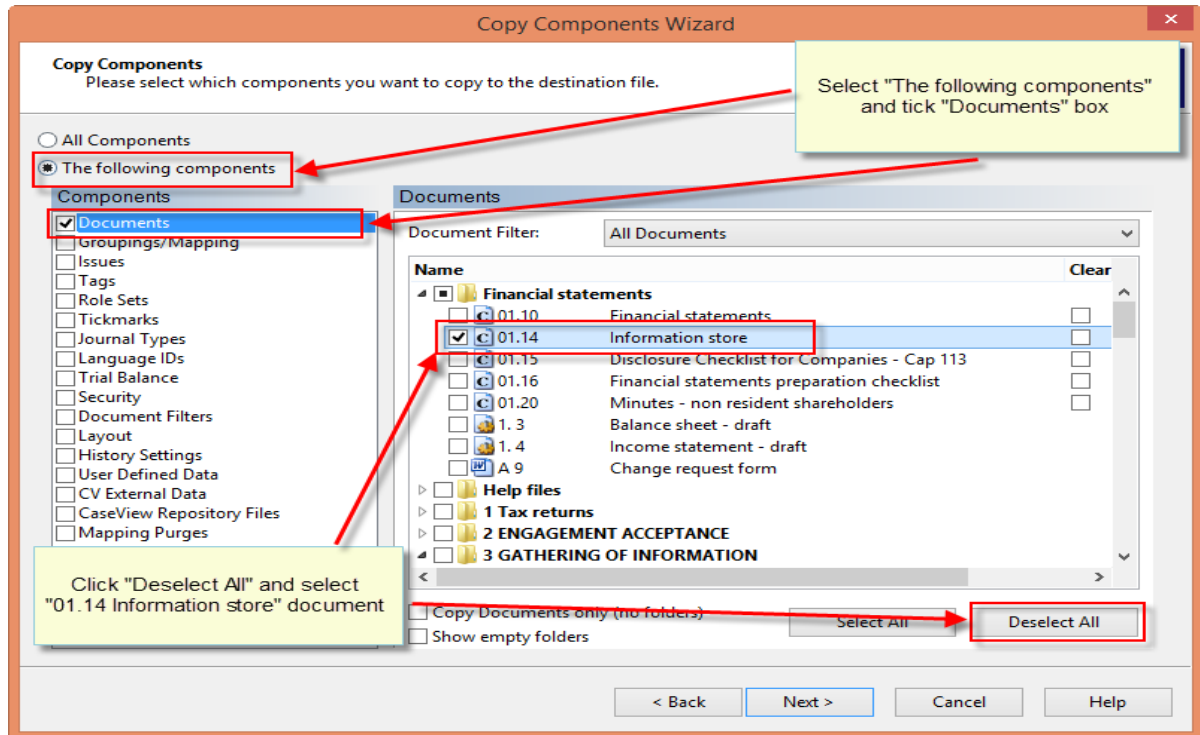 Copy Components Wizard
Copy Components
Please select which components you want to copy to the destination file.
Select "The following components"
and tick "Documents" box
All Components
The following components
Components
Documents
Groupings/Mapping
Issues
Tags
Role Sets
Tickmarks
Journal Types
Language IDs
Trial Balance
Security
Document Filters
Layout
History Settings
User Defined Data
CV External Data
CaseView Repository Files
Mapping Purges
Documents
Document Filter: All Documents
Name Clear
Financial statements
01.10 Financial statements
01.14 Information store
01.15 Disclosure Checklist for Companies - Cap 113
01.16 Financial statements preparation checklist
01.20 Minutes - non resident shareholders
1. 3 Balance sheet - draft
1. 4 Income statement - draft
A 9 Change request form
Help files
1 Tax returns
2 ENGAGEMENT ACCEPTANCE
3 GATHERING OF INFORMATION
Click "Deselect All" and select
"01.14 Information store" document
Copy Documents only (no folders)
Show empty folders
Select All Deselect All
< Back Next > Cancel Help